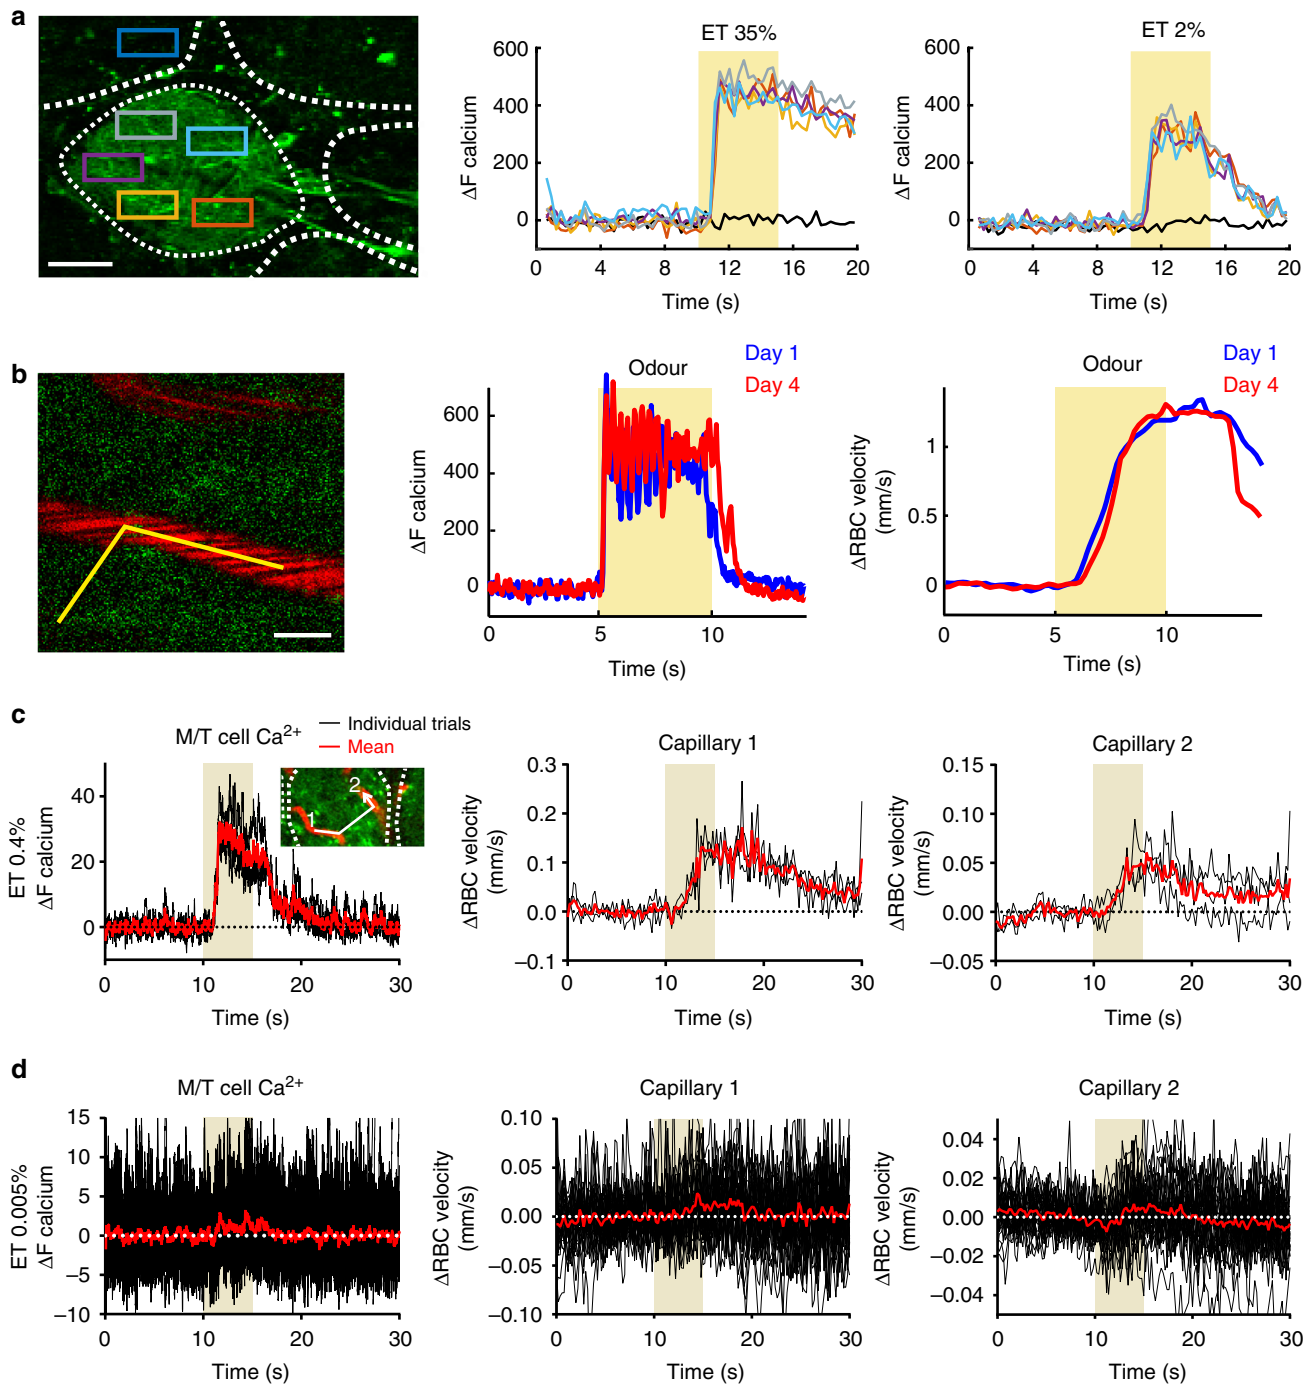 a
ET 35%
ΔF calcium
600
400
200
0
0 4 8 12 16 20
Time (s)
ET 2%
ΔF calcium
600
400
200
0
0 4 8 12 16 20
Time (s)
b
Odour
Day 1
Day 4
ΔF calcium
600
400
200
0
0 5 10
Time (s)
Odour
Day 1
Day 4
ΔRBC velocity
(mm/s)
1
0.5
0
0 5 10
Time (s)
c
M/T cell Ca2+
Individual trials
Mean
1
2
ET 0.4%
ΔF calcium
40
20
0
0 10 20 30
Time (s)
Capillary 1
ΔRBC velocity
(mm/s)
0.3
0.2
0.1
0.0
–0.1
0 10 20 30
Time (s)
Capillary 2
ΔRBC velocity
(mm/s)
0.15
0.10
0.05
0.00
–0.05
0 10 20 30
Time (s)
d
M/T cell Ca2+
ET 0.005%
ΔF calcium
15
10
5
0
–5
–10
0 10 20 30
Time (s)
Capillary 1
ΔRBC velocity
(mm/s)
0.10
0.05
0.00
–0.05
–0.10
0 10 20 30
Time (s)
Capillary 2
ΔRBC velocity
(mm/s)
0.04
0.02
0.00
–0.02
–0.04
0 10 20 30
Time (s)